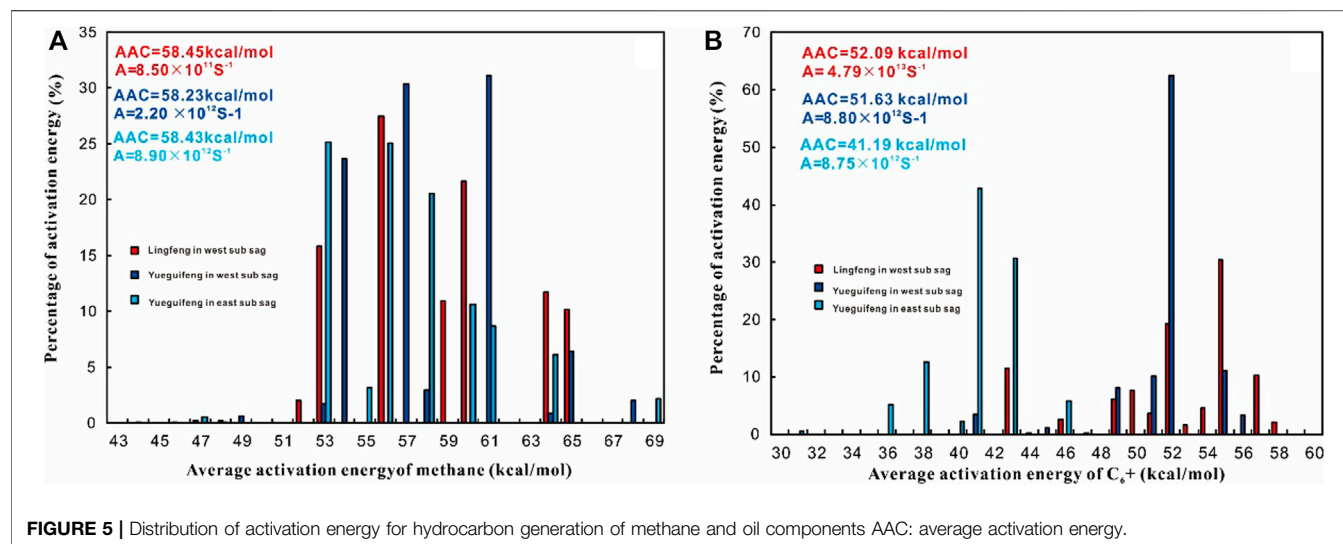 A
AAC=58.45kcal/mol
A=8.50×10¹¹S⁻¹
AAC=58.23kcal/mol
A=2.20 ×10¹²S-1
AAC=58.43kcal/mol
A=8.90×10¹²S⁻¹
Percentage of activation energy (%)
35
30
25
20
15
10
5
0
Lingfeng in west sub sag
Yueguifeng in west sub sag
Yueguifeng in east sub sag
43 45 47 49 51 53 55 57 59 61 63 65 67 69
Average activation energyof methane (kcal/mol)
B
AAC=52.09 kcal/mol
A= 4.79×10¹³S⁻¹
AAC=51.63 kcal/mol
A=8.80×10¹²S-1
AAC=41.19 kcal/mol
A=8.75×10¹²S⁻¹
Percentage of activation energy (%)
70
60
50
40
30
20
10
0
Lingfeng in west sub sag
Yueguifeng in west sub sag
Yueguifeng in east sub sag
30 32 34 36 38 40 42 44 46 48 50 52 54 56 58 60
Average activation energy of C₆+ (kcal/mol)
FIGURE 5 | Distribution of activation energy for hydrocarbon generation of methane and oil components AAC: average activation energy.